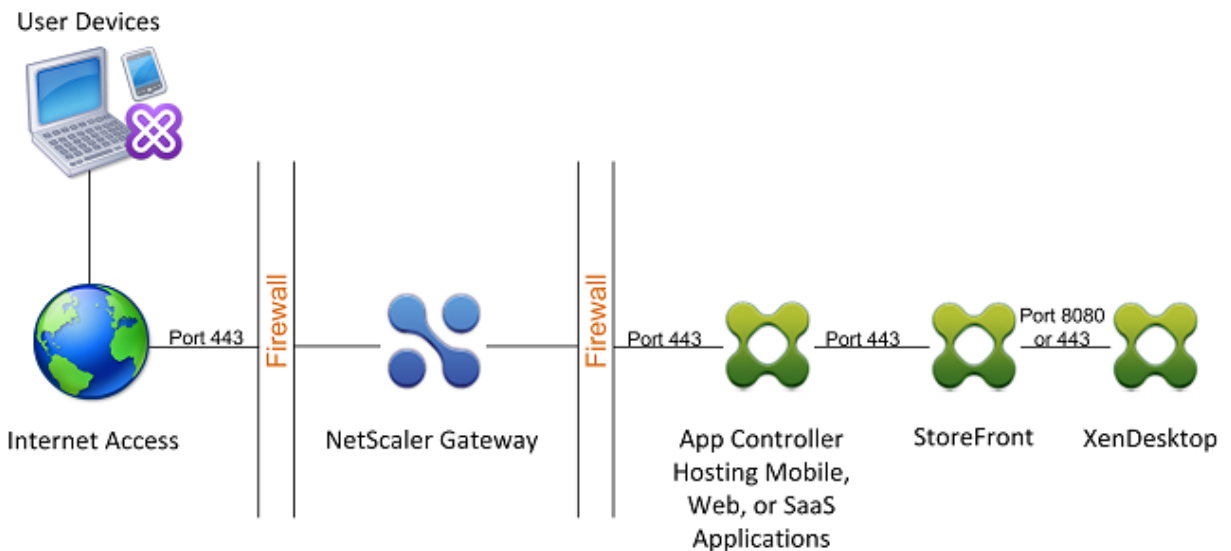 User Devices
Port 443
Firewall
Firewall
Port 443
Port 443
Port 8080
or 443
Internet Access
NetScaler Gateway
App Controller
Hosting Mobile,
Web, or SaaS
Applications
StoreFront
XenDesktop